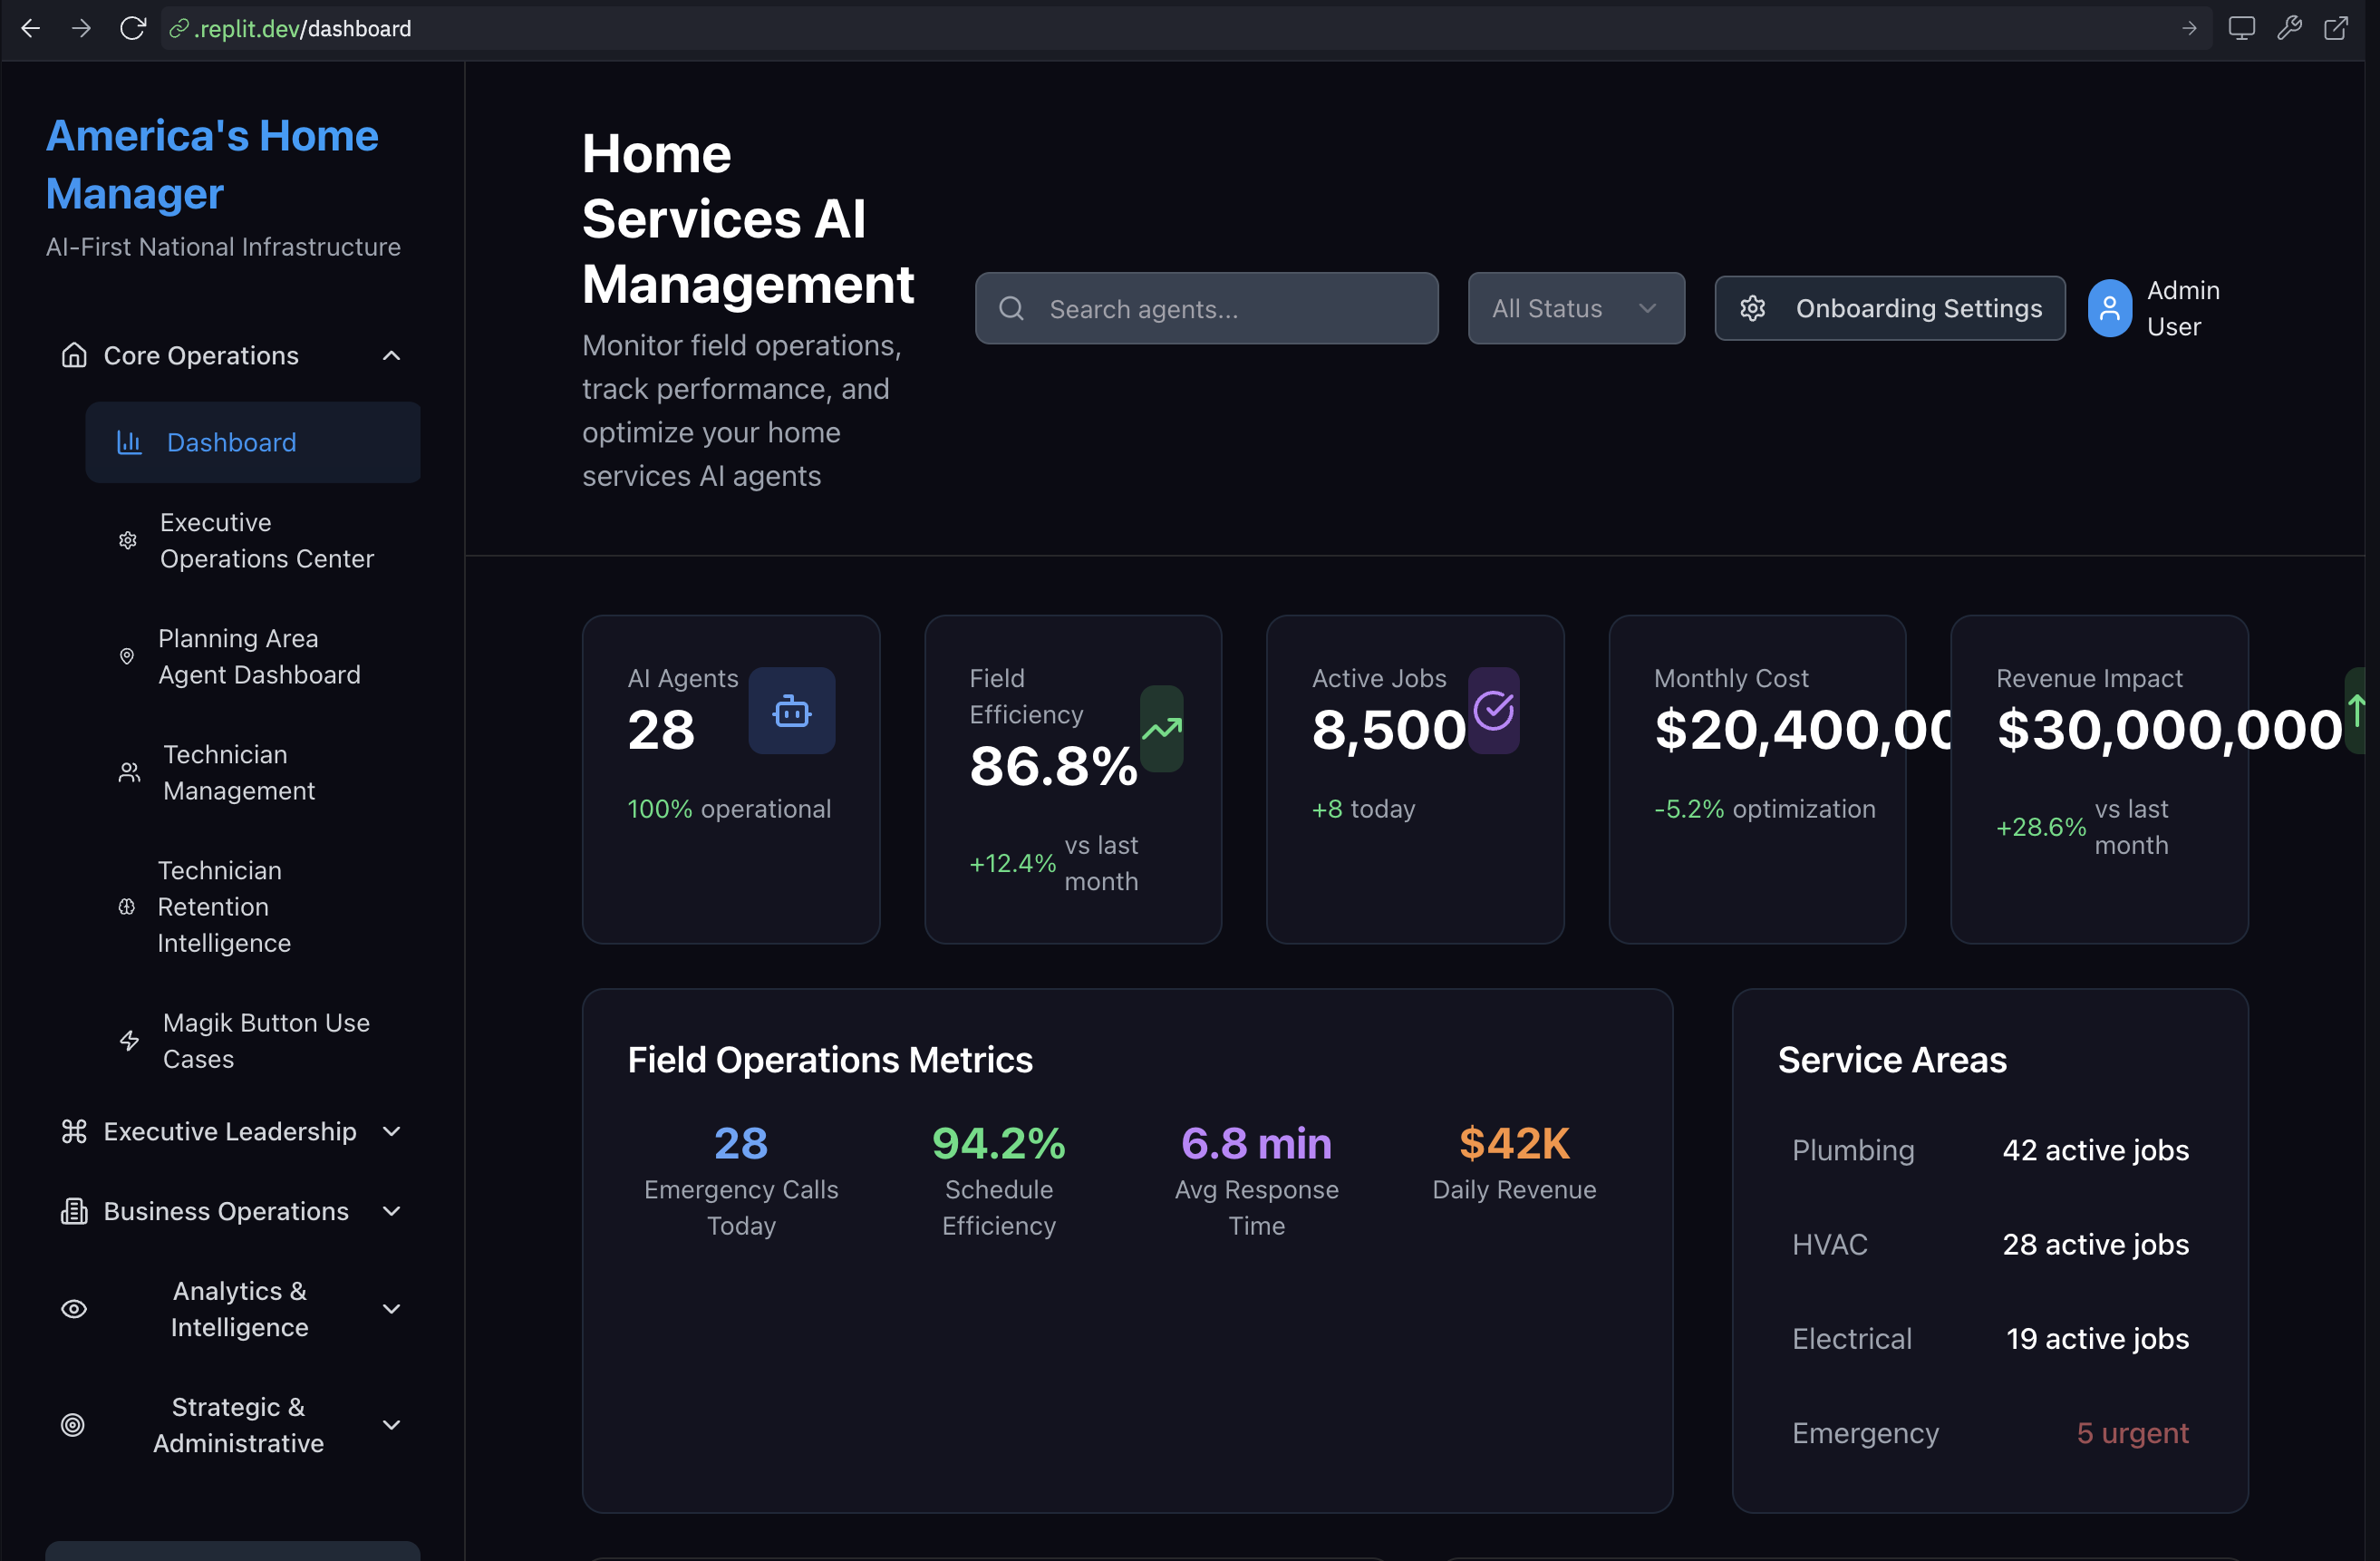 .replit.dev/dashboard
America's Home
Manager
AI-First National Infrastructure
Core Operations
Dashboard
Executive
Operations Center
Planning Area
Agent Dashboard
Technician
Management
Technician
Retention
Intelligence
Magik Button Use
Cases
Executive Leadership
Business Operations
Analytics &
Intelligence
Strategic &
Administrative
Home
Services AI
Management
Monitor field operations,
track performance, and
optimize your home
services AI agents
Search agents...
All Status
Onboarding Settings
Admin
User
AI Agents
28
100% operational
Field
Efficiency
86.8%
+12.4% vs last
month
Active Jobs
8,500
+8 today
Monthly Cost
$20,400,00
-5.2% optimization
Revenue Impact
$30,000,000
+28.6% vs last
month
Field Operations Metrics
28
Emergency Calls
Today
94.2%
Schedule
Efficiency
6.8 min
Avg Response
Time
$42K
Daily Revenue
Service Areas
Plumbing 42 active jobs
HVAC 28 active jobs
Electrical 19 active jobs
Emergency 5 urgent